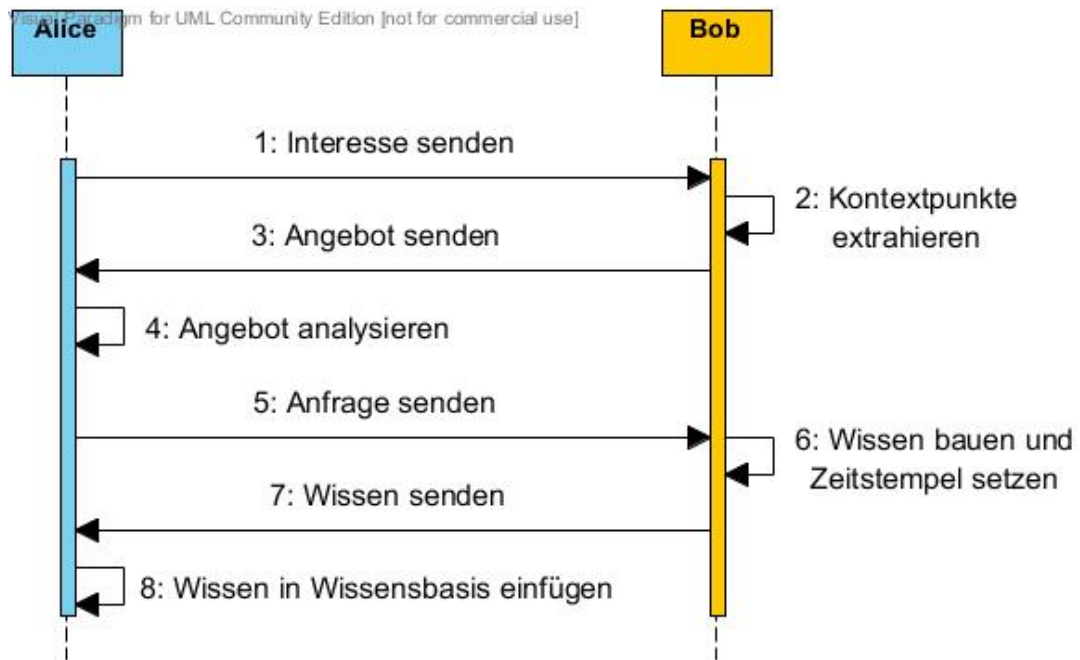 Visual Paradigm for UML Community Edition [not for commercial use]
Alice
Bob
1: Interesse senden
2: Kontextpunkte
extrahieren
3: Angebot senden
4: Angebot analysieren
5: Anfrage senden
6: Wissen bauen und
Zeitstempel setzen
7: Wissen senden
8: Wissen in Wissensbasis einfügen